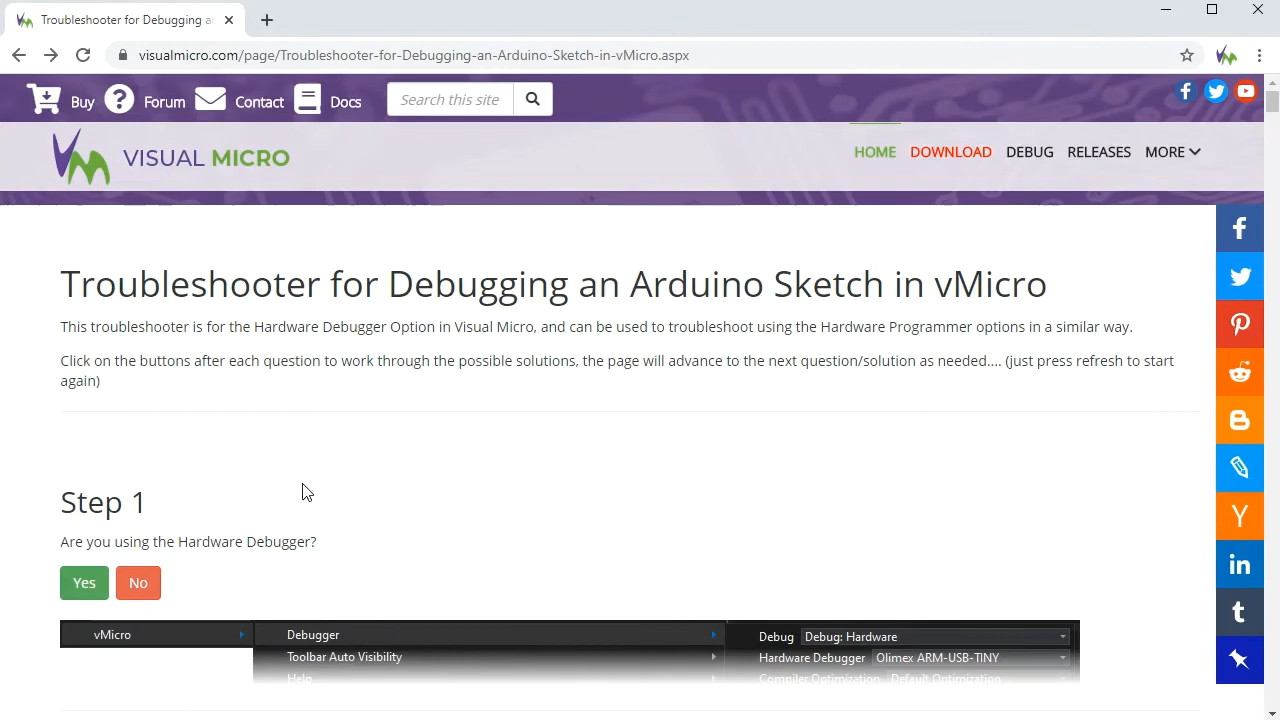 Troubleshooter for Debugging a
visualmicro.com/page/Troubleshooter-for-Debugging-an-Arduino-Sketch-in-vMicro.aspx
Buy Forum Contact Docs Search this site
VISUAL MICRO HOME DOWNLOAD DEBUG RELEASES MORE
Troubleshooter for Debugging an Arduino Sketch in vMicro
This troubleshooter is for the Hardware Debugger Option in Visual Micro, and can be used to troubleshoot using the Hardware Programmer options in a similar way.
Click on the buttons after each question to work through the possible solutions, the page will advance to the next question/solution as needed.... (just press refresh to start
again)
Step 1
Are you using the Hardware Debugger?
Yes No
vMicro Debugger Debug Debug: Hardware
Toolbar Auto Visibility Hardware Debugger Olimex ARM-USB-TINY
Help Compiler Optimization Default Optimization